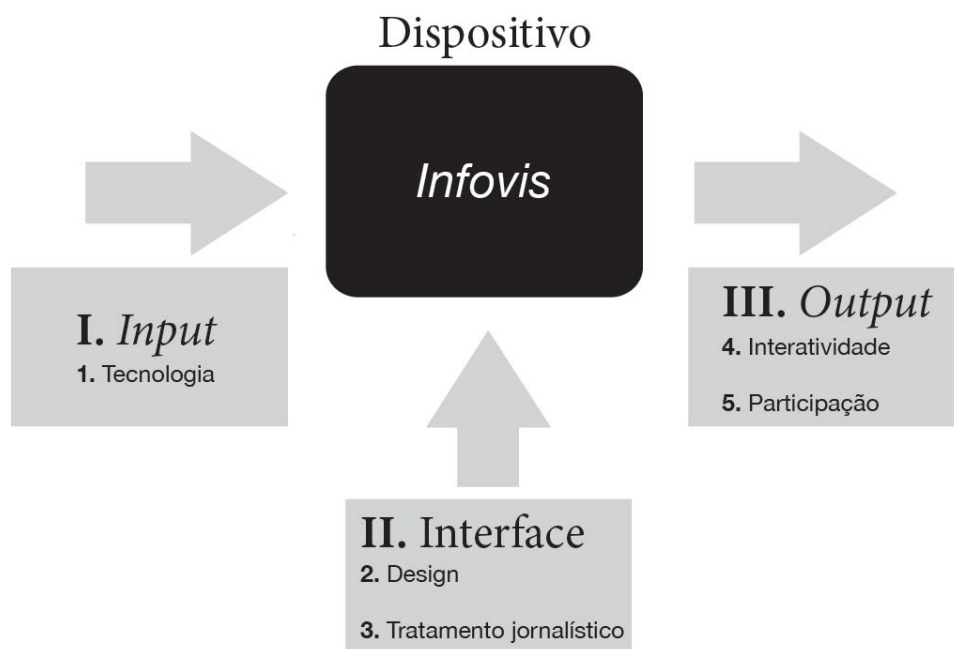 Dispositivo
Infovis
I. Input
1. Tecnologia
II. Interface
2. Design
3. Tratamento jornalístico
III. Output
4. Interatividade
5. Participação